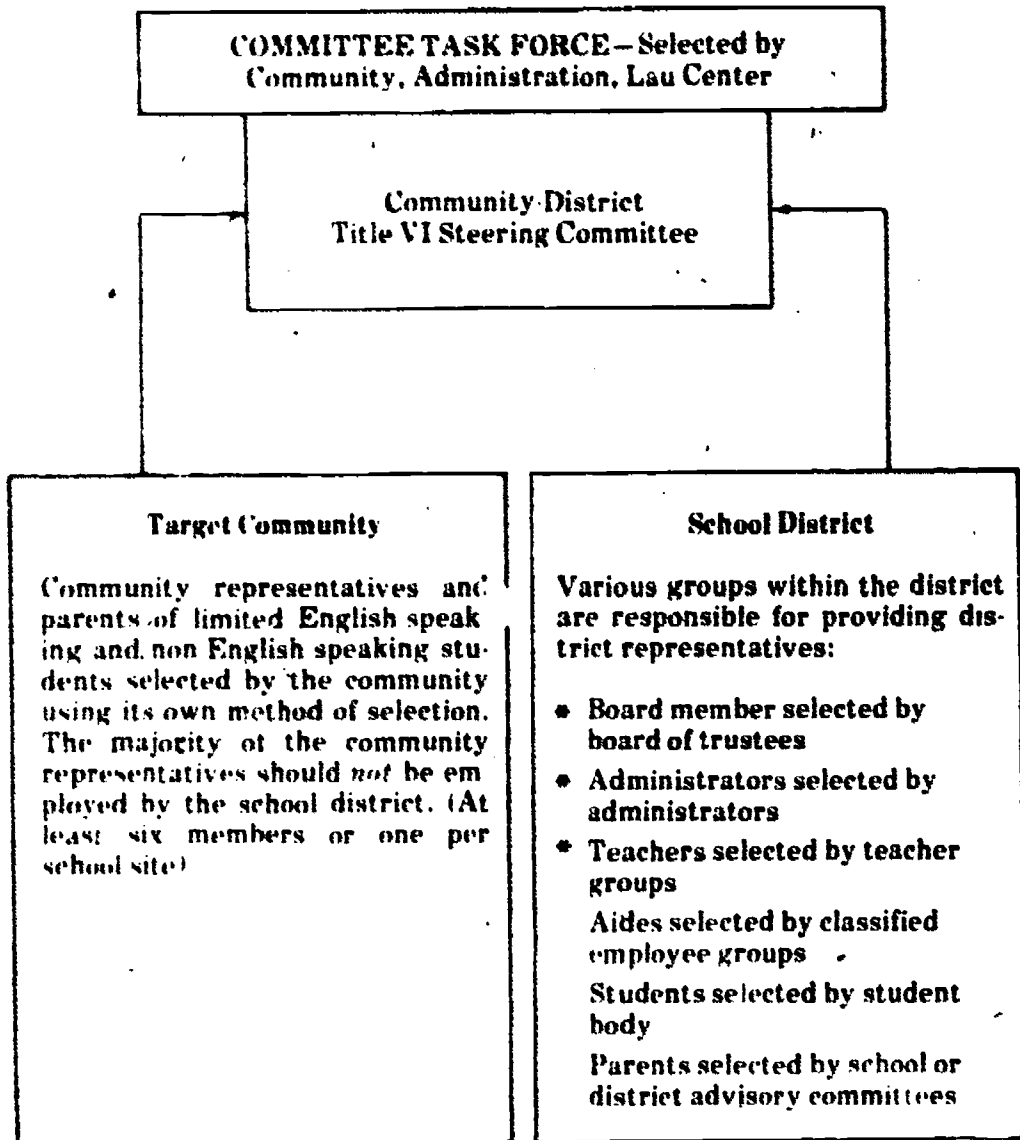 COMMITTEE TASK FORCE – Selected by
Community, Administration, Lau Center
Community District
Title VI Steering Committee
Target Community
Community representatives and
parents of limited English speak
ing and non English speaking stu-
dents selected by the community
using its own method of selection.
The majority of the community
representatives should not be em
ployed by the school district. (At
least six members or one per
school site)
School District
Various groups within the district
are responsible for providing dis-
trict representatives:
* Board member selected by
board of trustees
* Administrators selected by
administrators
* Teachers selected by teacher
groups
Aides selected by classified
employee groups
Students selected by student
body
Parents selected by school or
district advisory committees